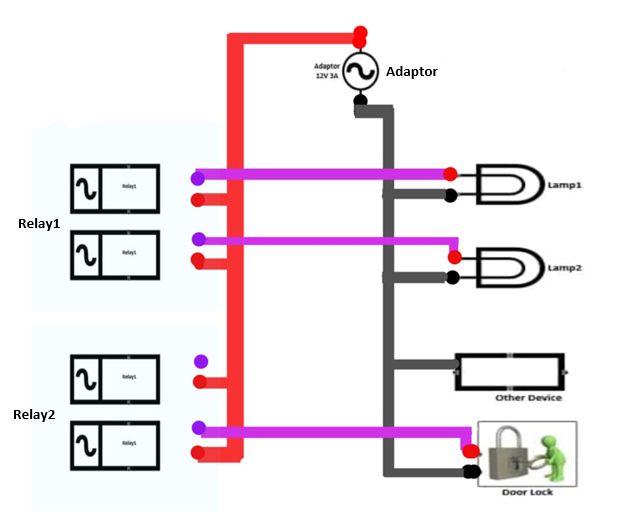 Adaptor
12V 3A
Adaptor
Relay1
Relay1
Lamp1
Relay1
Lamp2
Relay1
Relay2
Relay1
Other Device
Door Lock